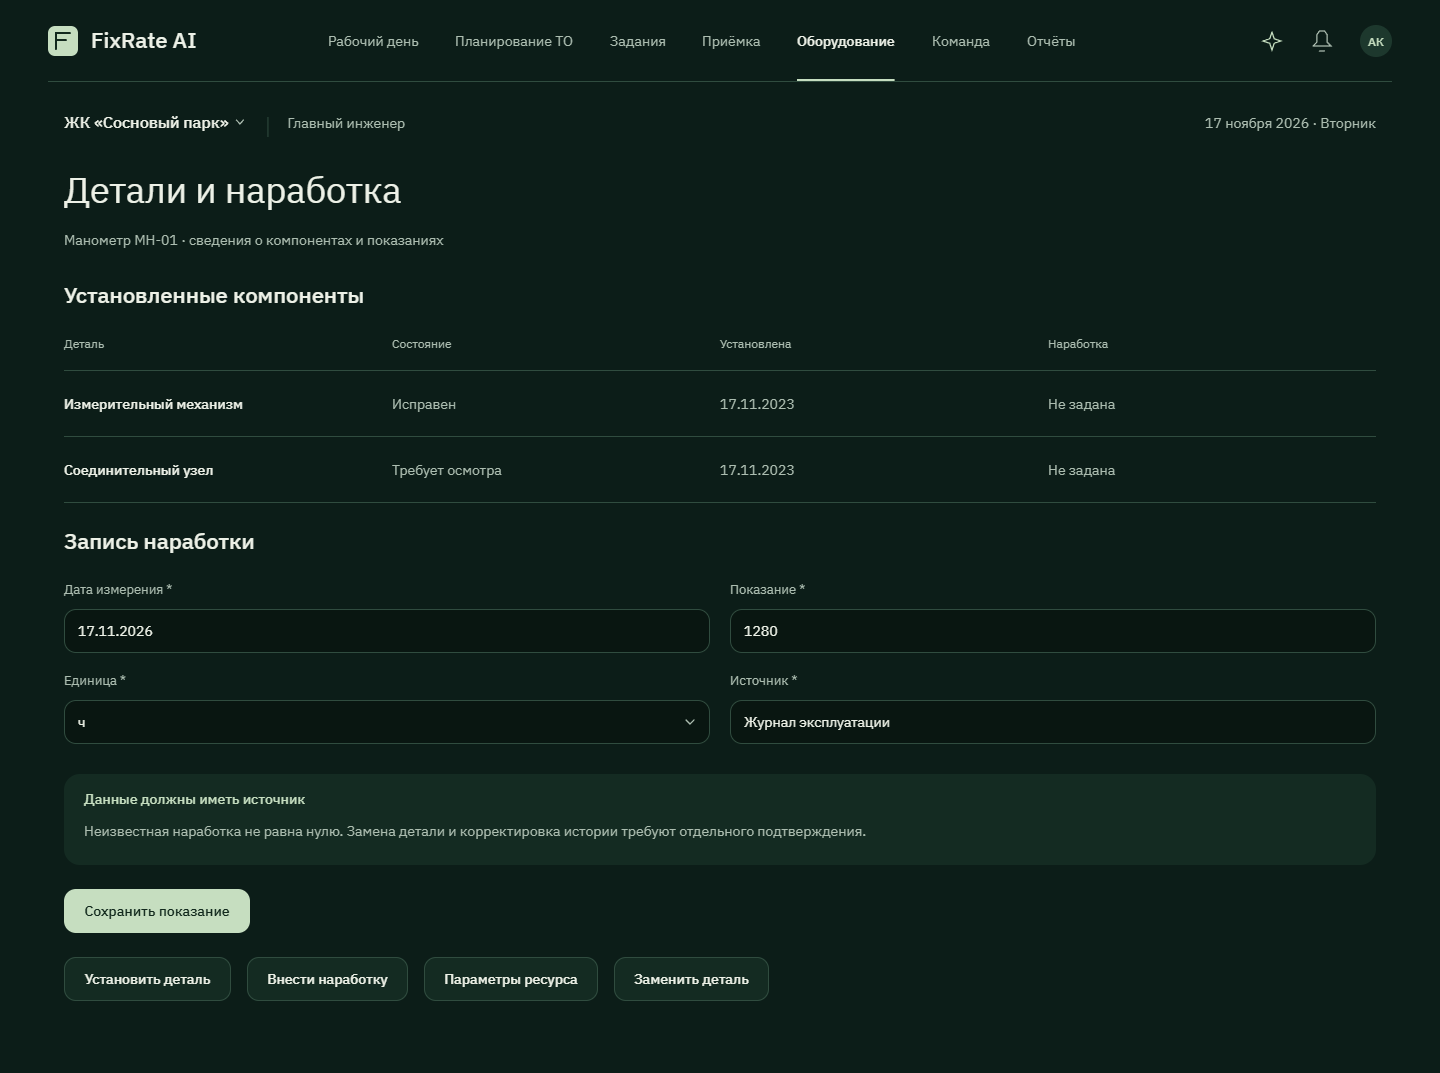 FixRate AI
Рабочий день
Планирование ТО
Задания
Приёмка
Оборудование
Команда
Отчёты
АК
ЖК «Сосновый парк»
Главный инженер
17 ноября 2026 · Вторник
Детали и наработка
Манометр МН-01 · сведения о компонентах и показаниях
Установленные компоненты
Деталь Состояние Установлена Наработка
Измерительный механизм Исправен 17.11.2023 Не задана
Соединительный узел Требует осмотра 17.11.2023 Не задана
Запись наработки
Дата измерения * Показание *
17.11.2026 1280
Единица * Источник *
ч Журнал эксплуатации
Данные должны иметь источник
Неизвестная наработка не равна нулю. Замена детали и корректировка истории требуют отдельного подтверждения.
Сохранить показание
Установить деталь
Внести наработку
Параметры ресурса
Заменить деталь